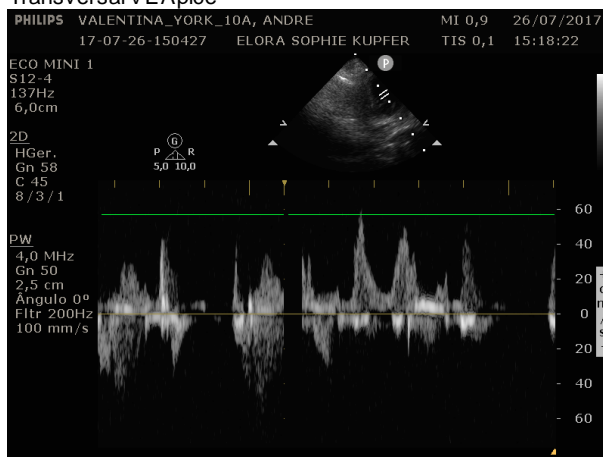 Transversal VE Ápice
PHILIPS VALENTINA_YORK_10A, ANDRE MI 0,9 26/07/2017
17-07-26-150427 ELORA SOPHIE KUPFER TIS 0,1 15:18:22
ECO MINI 1
S12-4
137Hz
6,0cm
2D
HGer.
Gn 58
C 45
8/3/1
P
G
P R
5,0 10,0
PW
4,0 MHz
Gn 50
2,5 cm
Ângulo 0º
Fltr 200Hz
100 mm/s
60
40
20
0
20
40
60